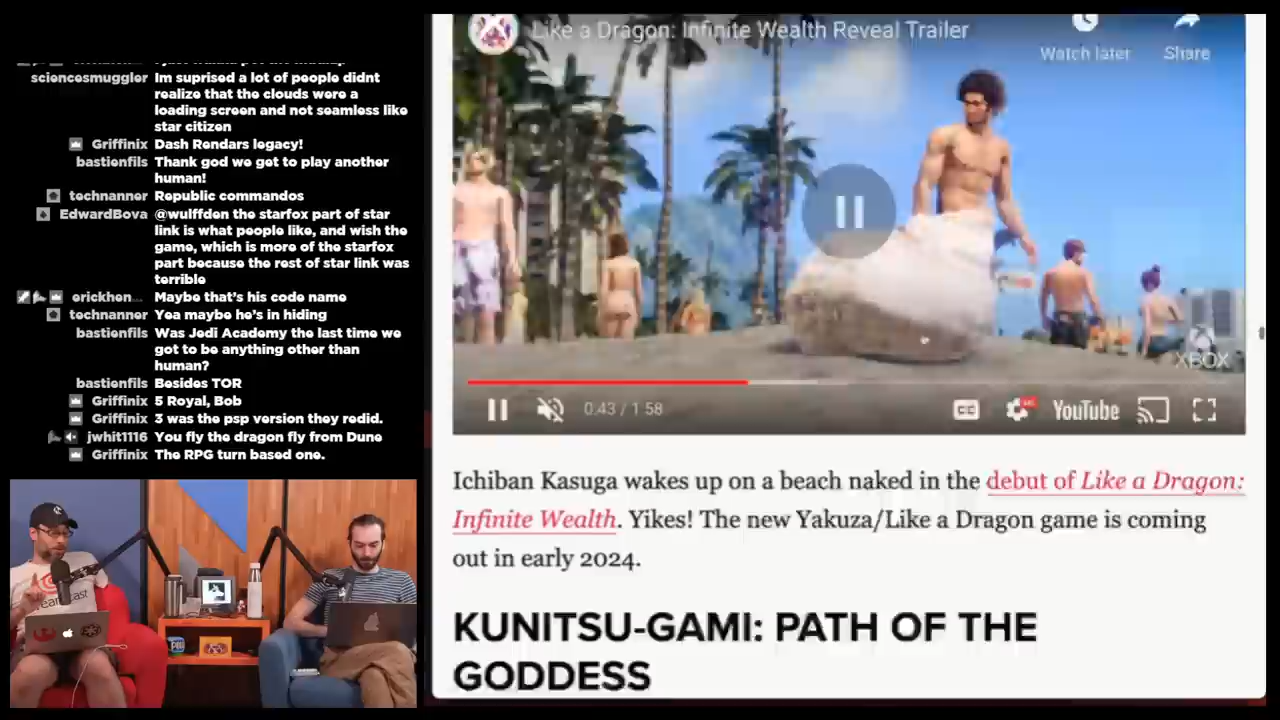 sciencesmuggler Im suprised a lot of people didnt
realize that the clouds were a
loading screen and not seamless like
star citizen
Griffinix Dash Rendars legacy!
bastienfils Thank god we get to play another
human!
technanner Republic commandos
EdwardBova @wulffden the starfox part of star
link is what people like, and wish the
game, which is more of the starfox
part because the rest of star link was
terrible
erickhen... Maybe that's his code name
technanner Yea maybe he's in hiding
bastienfils Was Jedi Academy the last time we
got to be anything other than
human?
bastienfils Besides TOR
Griffinix 5 Royal, Bob
Griffinix 3 was the psp version they redid.
jwhit1116 You fly the dragon fly from Dune
Griffinix The RPG turn based one.
Like a Dragon: Infinite Wealth Reveal Trailer
Watch later
Share
XBOX
0:43 / 1:58
CC
YouTube
Ichiban Kasuga wakes up on a beach naked in the debut of Like a Dragon:
Infinite Wealth. Yikes! The new Yakuza/Like a Dragon game is coming
out in early 2024.
KUNITSU-GAMI: PATH OF THE
GODDESS